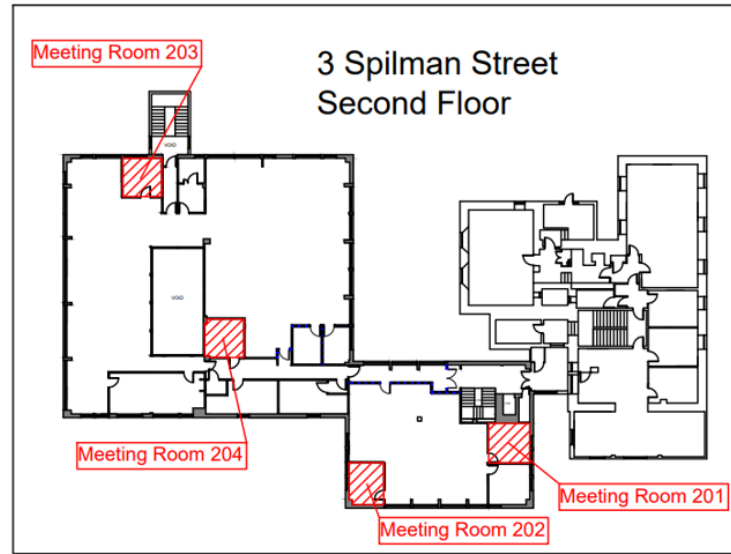 Meeting Room 203
3 Spilman Street
Second Floor
VOID
VOID
Meeting Room 204
Meeting Room 201
Meeting Room 202